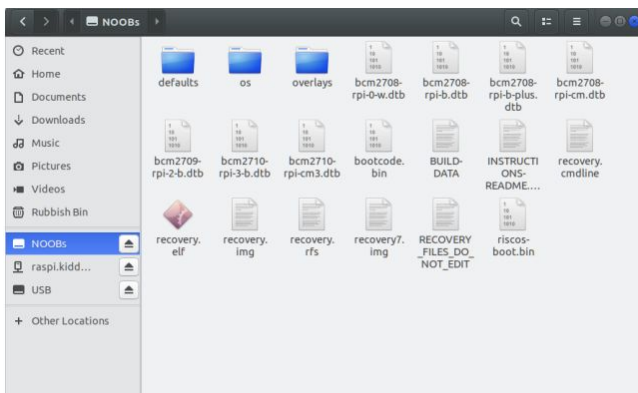 NOOBs
Recent
Home
Documents
Downloads
Music
Pictures
Videos
Rubbish Bin
NOOBs
raspi.kidd...
USB
Other Locations
defaults
os
overlays
bcm2708-
rpi-0-w.dtb
bcm2708-
rpi-b.dtb
bcm2708-
rpi-b-plus.
dtb
bcm2708-
rpi-cm.dtb
bcm2709-
rpi-2-b.dtb
bcm2710-
rpi-3-b.dtb
bcm2710-
rpi-cm3.dtb
bootcode.
bin
BUILD-
DATA
INSTRUCTI
ONS-
README....
recovery.
cmdline
recovery.
elf
recovery.
img
recovery.
rfs
recovery7.
img
RECOVERY
_FILES_DO_
NOT_EDIT
riscos-
boot.bin